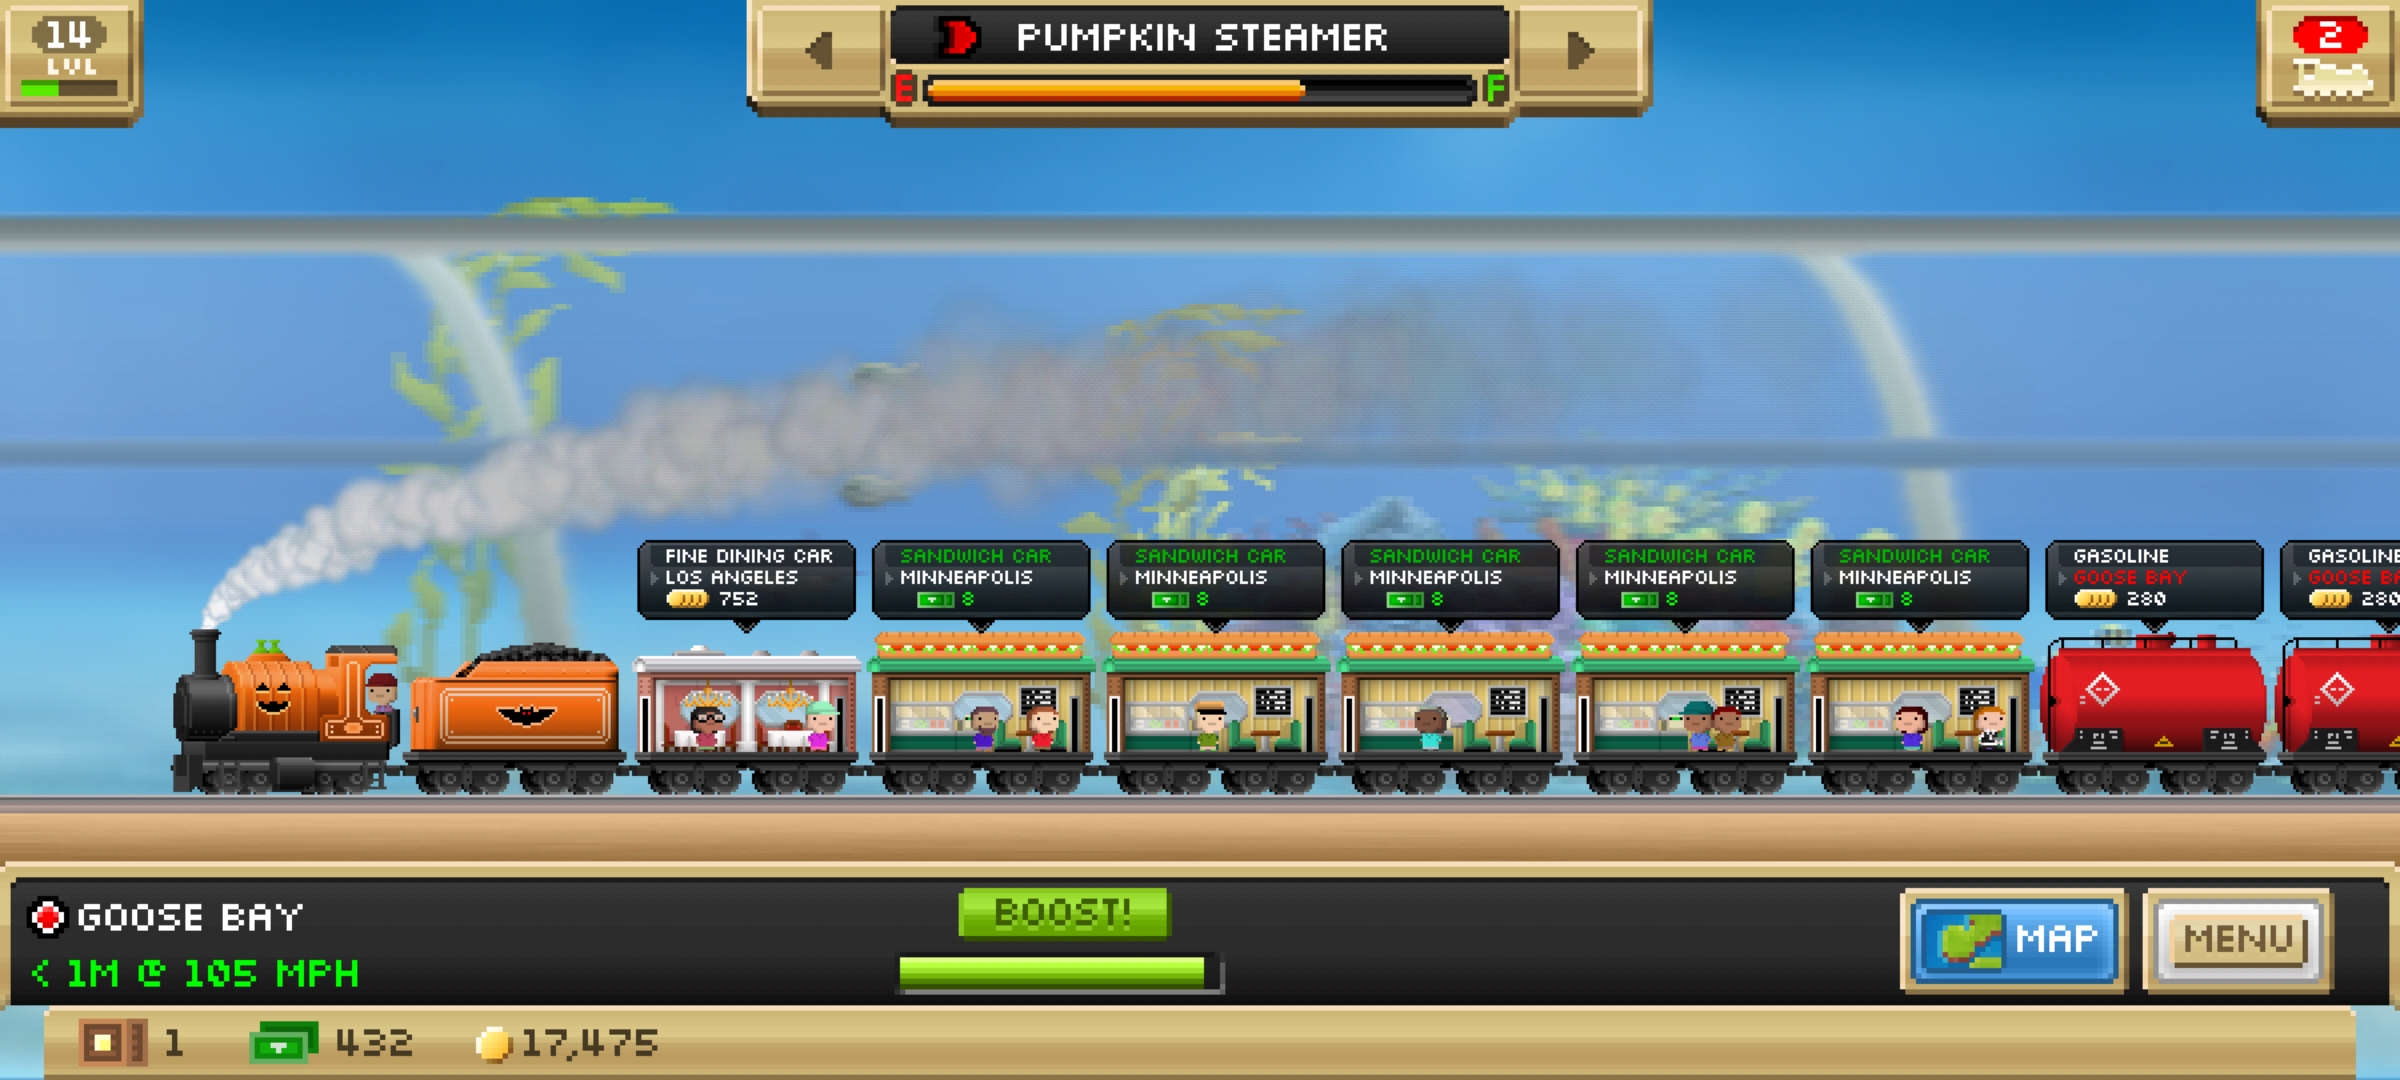 14
LVL
PUMPKIN STEAMER
E F
2
FINE DINING CAR
LOS ANGELES
752
SANDWICH CAR
MINNEAPOLIS
8
SANDWICH CAR
MINNEAPOLIS
8
SANDWICH CAR
MINNEAPOLIS
8
SANDWICH CAR
MINNEAPOLIS
8
SANDWICH CAR
MINNEAPOLIS
8
GASOLINE
GOOSE BAY
280
GASOLINE
GOOSE BA
280
GOOSE BAY
< 1M @ 105 MPH
BOOST!
MAP
MENU
1
432
17,475